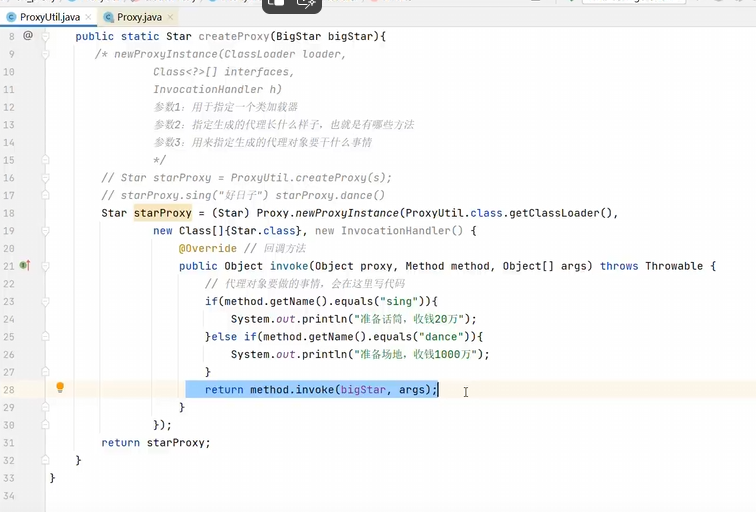 ProxyUtil.java × Proxy.java ×
8 @ public static Star createProxy(BigStar bigStar){
9 /* newProxyInstance(ClassLoader loader,
10 Class<?>[] interfaces,
11 InvocationHandler h)
12 参数1：用于指定一个类加载器
13 参数2：指定生成的代理长什么样子，也就是有哪些方法
14 参数3：用来指定生成的代理对象要干什么事情
15 */
16 // Star starProxy = ProxyUtil.createProxy(s);
17 // starProxy.sing("好日子") starProxy.dance()
18 Star starProxy = (Star) Proxy.newProxyInstance(ProxyUtil.class.getClassLoader(),
19 new Class[]{Star.class}, new InvocationHandler() {
20 @Override // 回调方法
21 public Object invoke(Object proxy, Method method, Object[] args) throws Throwable {
22 // 代理对象要做的事情，会在这里写代码
23 if(method.getName().equals("sing")){
24 System.out.println("准备话筒，收钱20万");
25 }else if(method.getName().equals("dance")){
26 System.out.println("准备场地，收钱1000万");
27 }
28 return method.invoke(bigStar, args);
29 }
30 });
31 return starProxy;
32 }
33 }
34